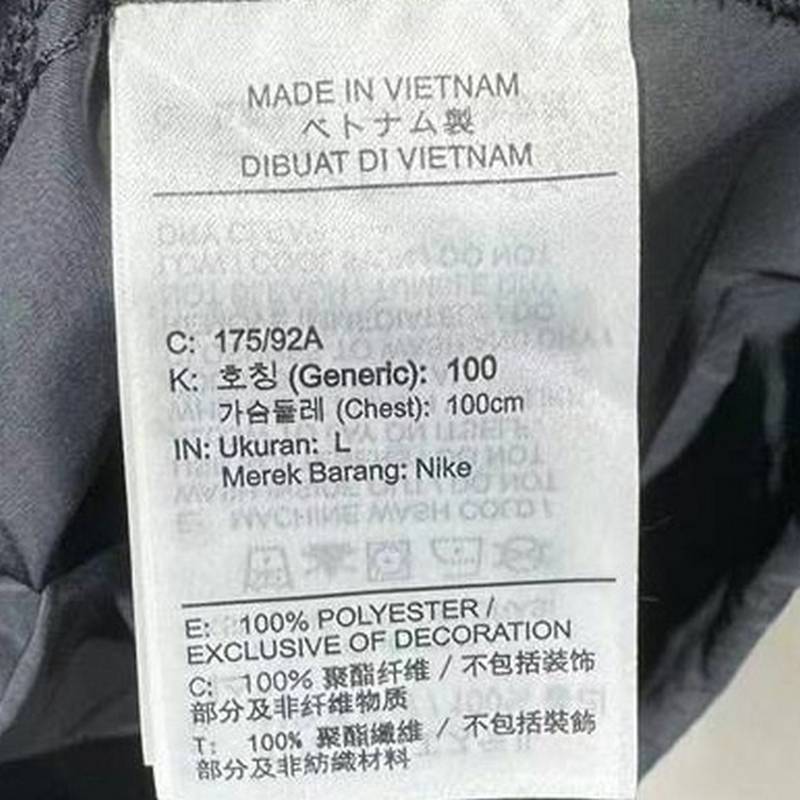 MADE IN VIETNAM
ベトナム製
DIBUAT DI VIETNAM
C: 175/92A
K: 호칭 (Generic): 100
가슴둘레 (Chest): 100cm
IN: Ukuran: L
Merek Barang: Nike
E: 100% POLYESTER /
EXCLUSIVE OF DECORATION
C: 100% 聚酯纤维 / 不包括装饰
部分及非纤维物质
T: 100% 聚酯纖維 / 不包括裝飾
部分及非紡織材料